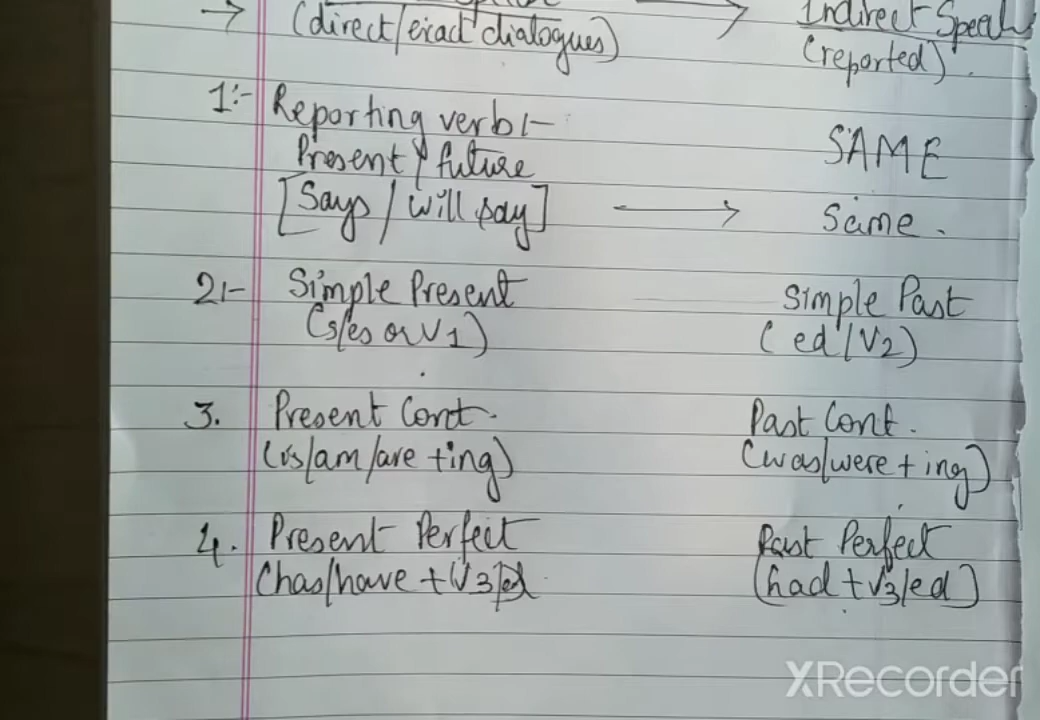 → (direct/exact dialogues) → Indirect Speech
(reported).
1:- Reporting verb:-
Present / future SAME
[Says / will say] → Same.
2:- Simple Present Simple Past
(s/es or V1) (ed/V2)
3. Present Cont. Past Cont.
(is/am/are +ing) (was/were + ing)
4. Present Perfect Past Perfect
(has/have + V3/ed (had + V3/ed)
XRecorder